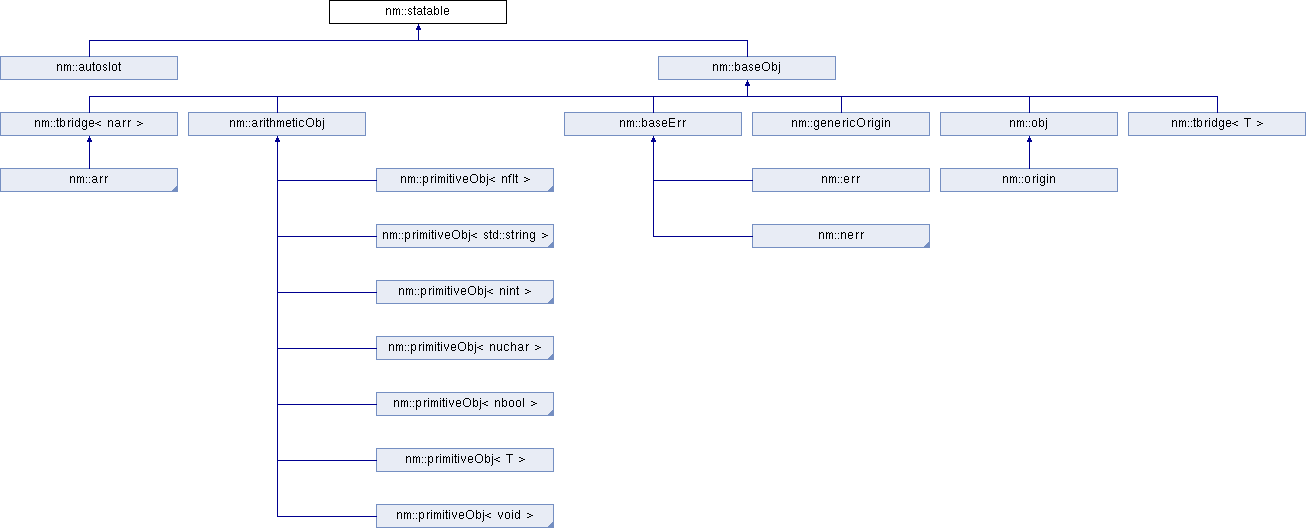 nm::statable
nm::autoslot
nm::baseObj
nm::tbridge< narr >
nm::arithmeticObj
nm::baseErr
nm::genericOrigin
nm::obj
nm::tbridge< T >
nm::arr
nm::primitiveObj< nflt >
nm::err
nm::origin
nm::primitiveObj< std::string >
nm::nerr
nm::primitiveObj< nint >
nm::primitiveObj< nuchar >
nm::primitiveObj< nbool >
nm::primitiveObj< T >
nm::primitiveObj< void >